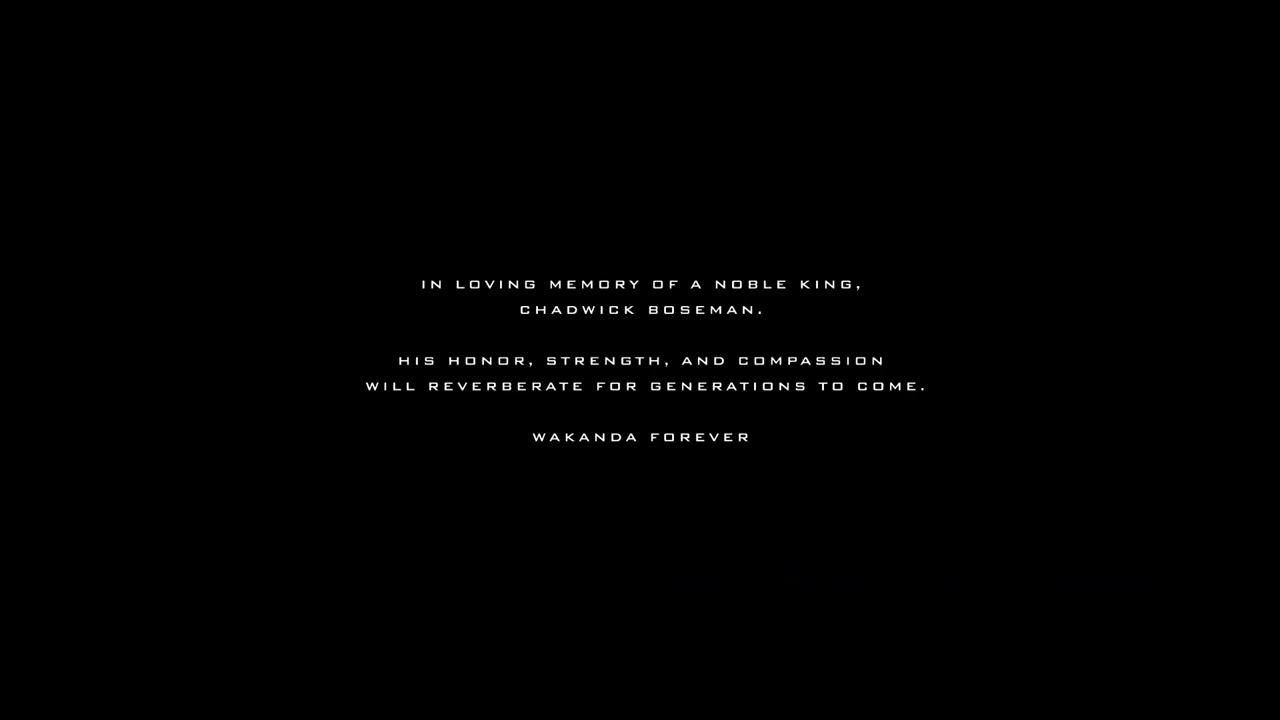 IN LOVING MEMORY OF A NOBLE KING,
CHADWICK BOSEMAN.
HIS HONOR, STRENGTH, AND COMPASSION
WILL REVERBERATE FOR GENERATIONS TO COME.
WAKANDA FOREVER